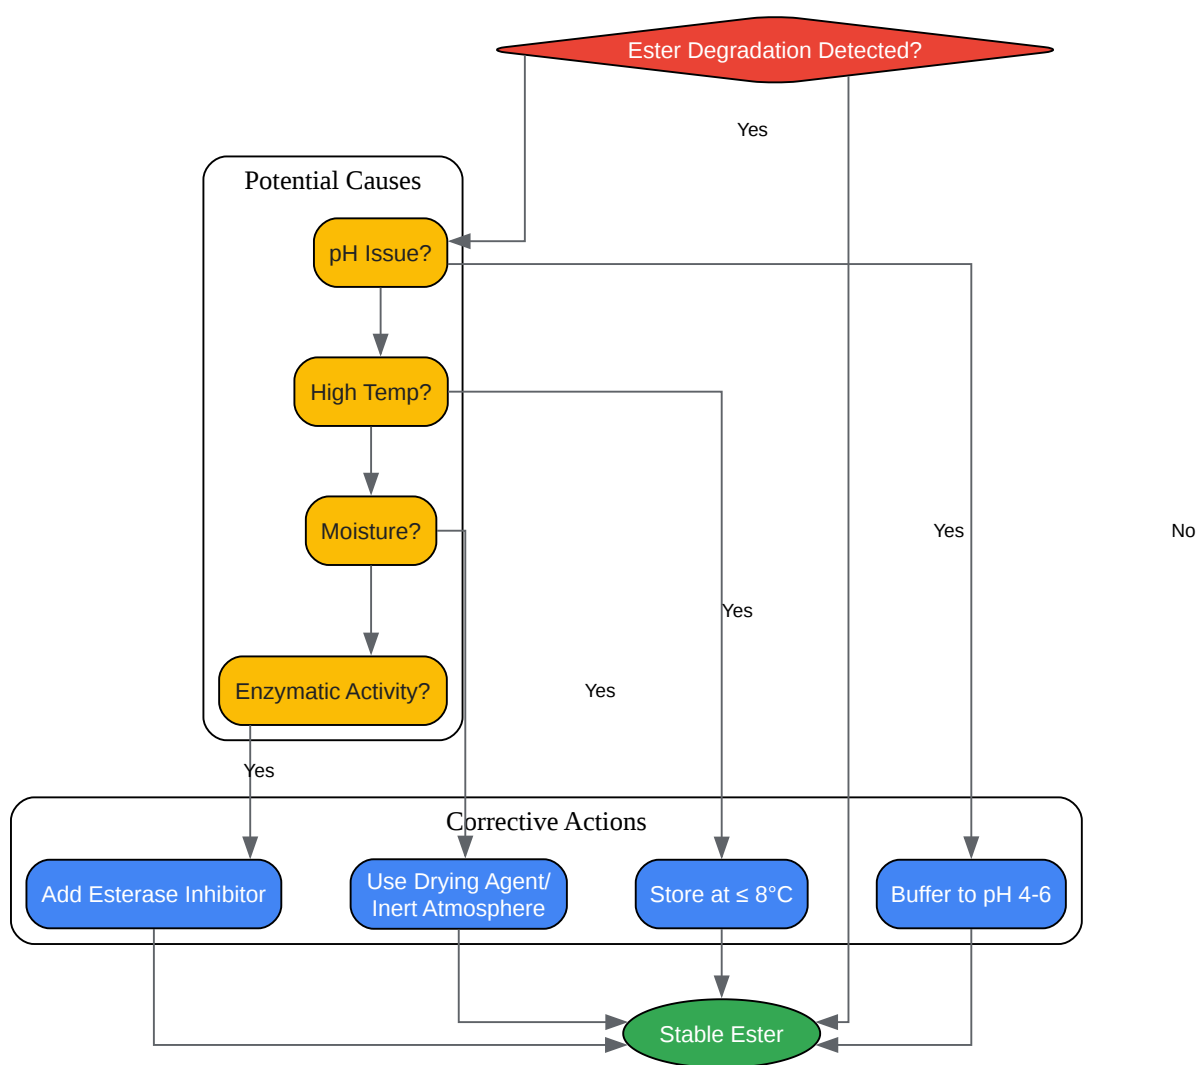 Ester Degradation Detected?
Yes
Potential Causes
pH Issue?
High Temp?
Moisture?
Yes
No
Yes
Enzymatic Activity?
Yes
Yes
Corrective Actions
Add Esterase Inhibitor
Use Drying Agent/
Inert Atmosphere
Store at ≤ 8°C
Buffer to pH 4-6
Stable Ester